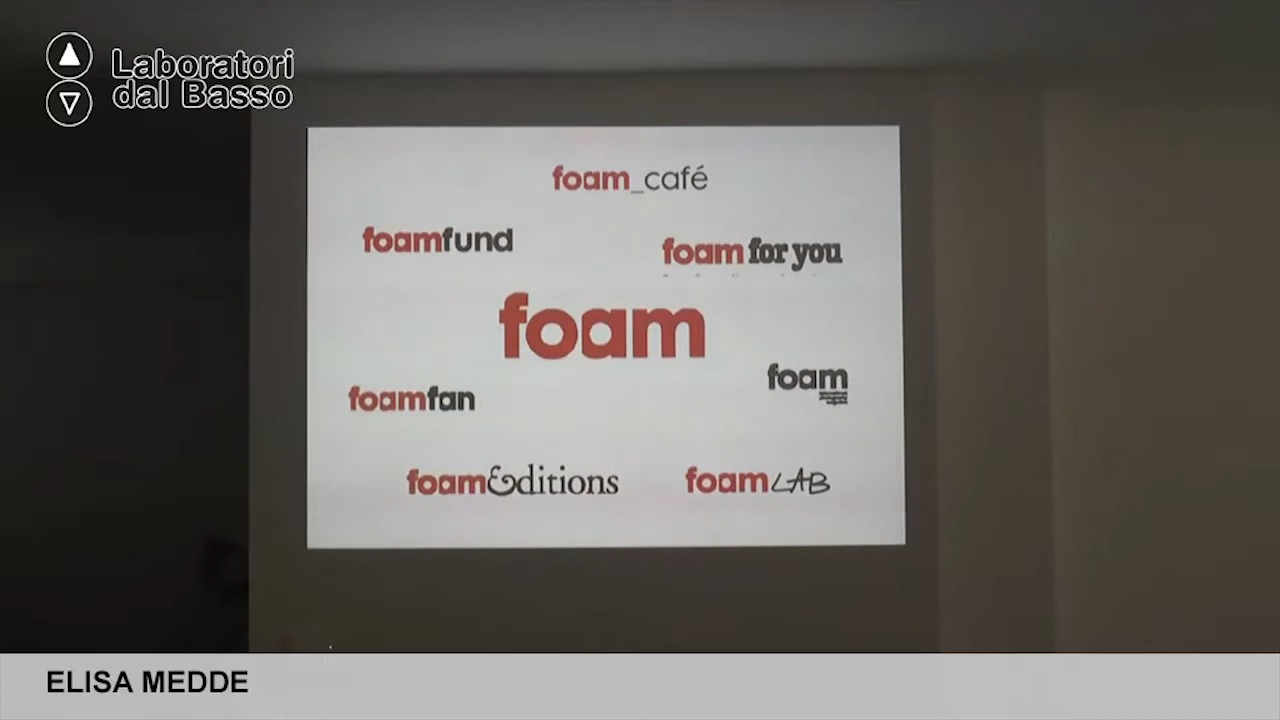 Laboratori
dal Basso
foam_café
foamfund
foam for you
foam
foam
foamfan
foam&ditions
foamLAB
ELISA MEDDE